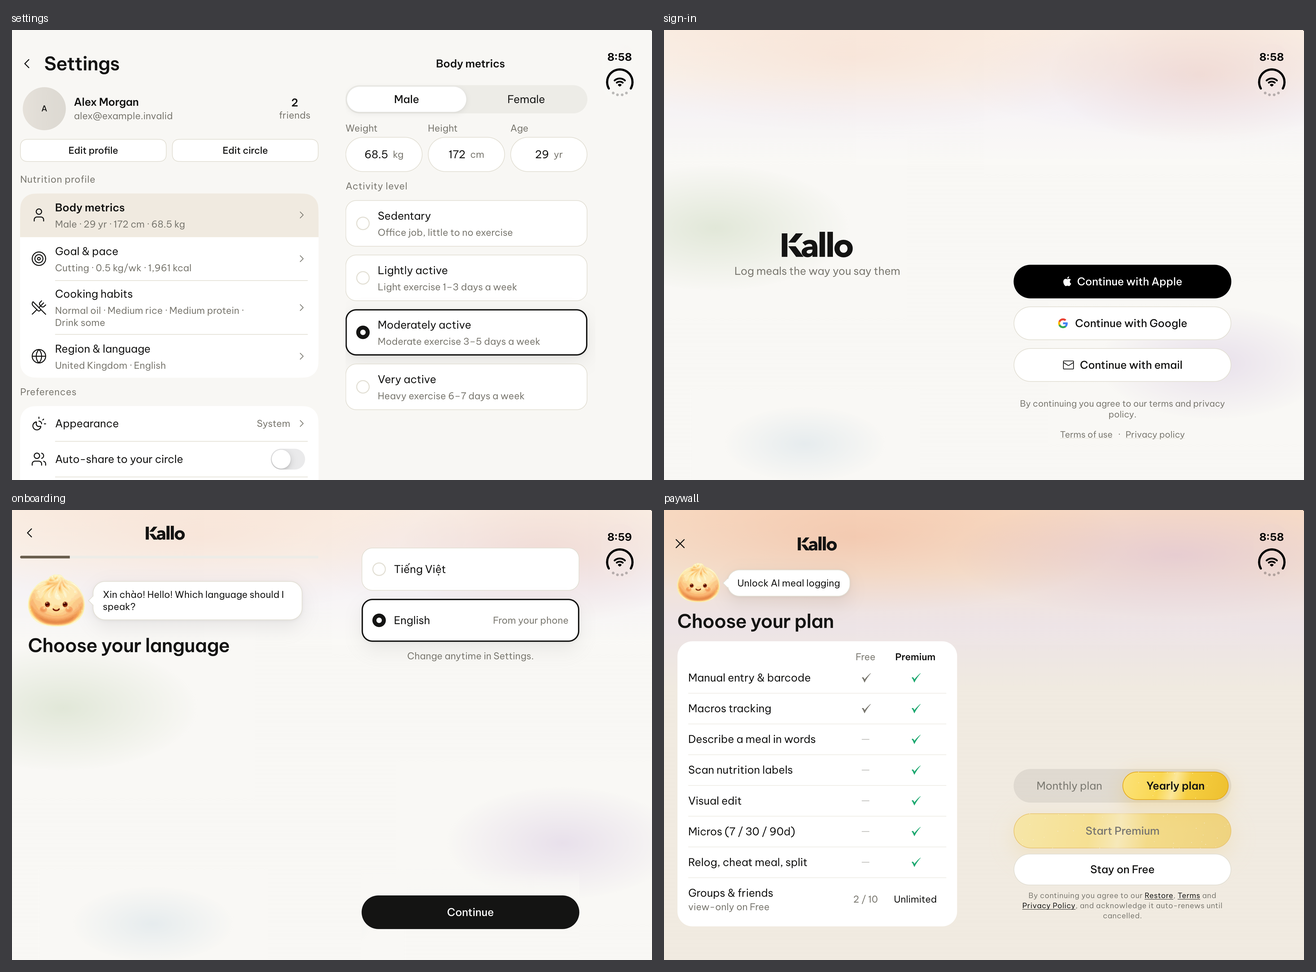 settings
8:58
Settings
Alex Morgan
alex@example.invalid
2
friends
A
Edit profile
Edit circle
Nutrition profile
Body metrics
Male · 29 yr · 172 cm · 68.5 kg
Goal & pace
Cutting · 0.5 kg/wk · 1,961 kcal
Cooking habits
Normal oil · Medium rice · Medium protein ·
Drink some
Region & language
United Kingdom · English
Preferences
Appearance
System
Auto-share to your circle
Body metrics
Male
Female
Weight
Height
Age
68.5 kg
172 cm
29 yr
Activity level
Sedentary
Office job, little to no exercise
Lightly active
Light exercise 1–3 days a week
Moderately active
Moderate exercise 3–5 days a week
Very active
Heavy exercise 6–7 days a week
sign-in
8:58
Kallo
Log meals the way you say them
Continue with Apple
Continue with Google
Continue with email
By continuing you agree to our terms and privacy
policy.
Terms of use · Privacy policy
onboarding
8:59
Kallo
Xin chào! Hello! Which language should I
speak?
Choose your language
Tiếng Việt
English
From your phone
Change anytime in Settings.
Continue
paywall
8:58
Kallo
Unlock AI meal logging
Choose your plan
Free
Premium
Manual entry & barcode
Macros tracking
Describe a meal in words
Scan nutrition labels
Visual edit
Micros (7 / 30 / 90d)
Relog, cheat meal, split
Groups & friends
view-only on Free
2 / 10
Unlimited
Monthly plan
Yearly plan
Start Premium
Stay on Free
By continuing you agree to our Restore, Terms and
Privacy Policy, and acknowledge it auto-renews until
cancelled.